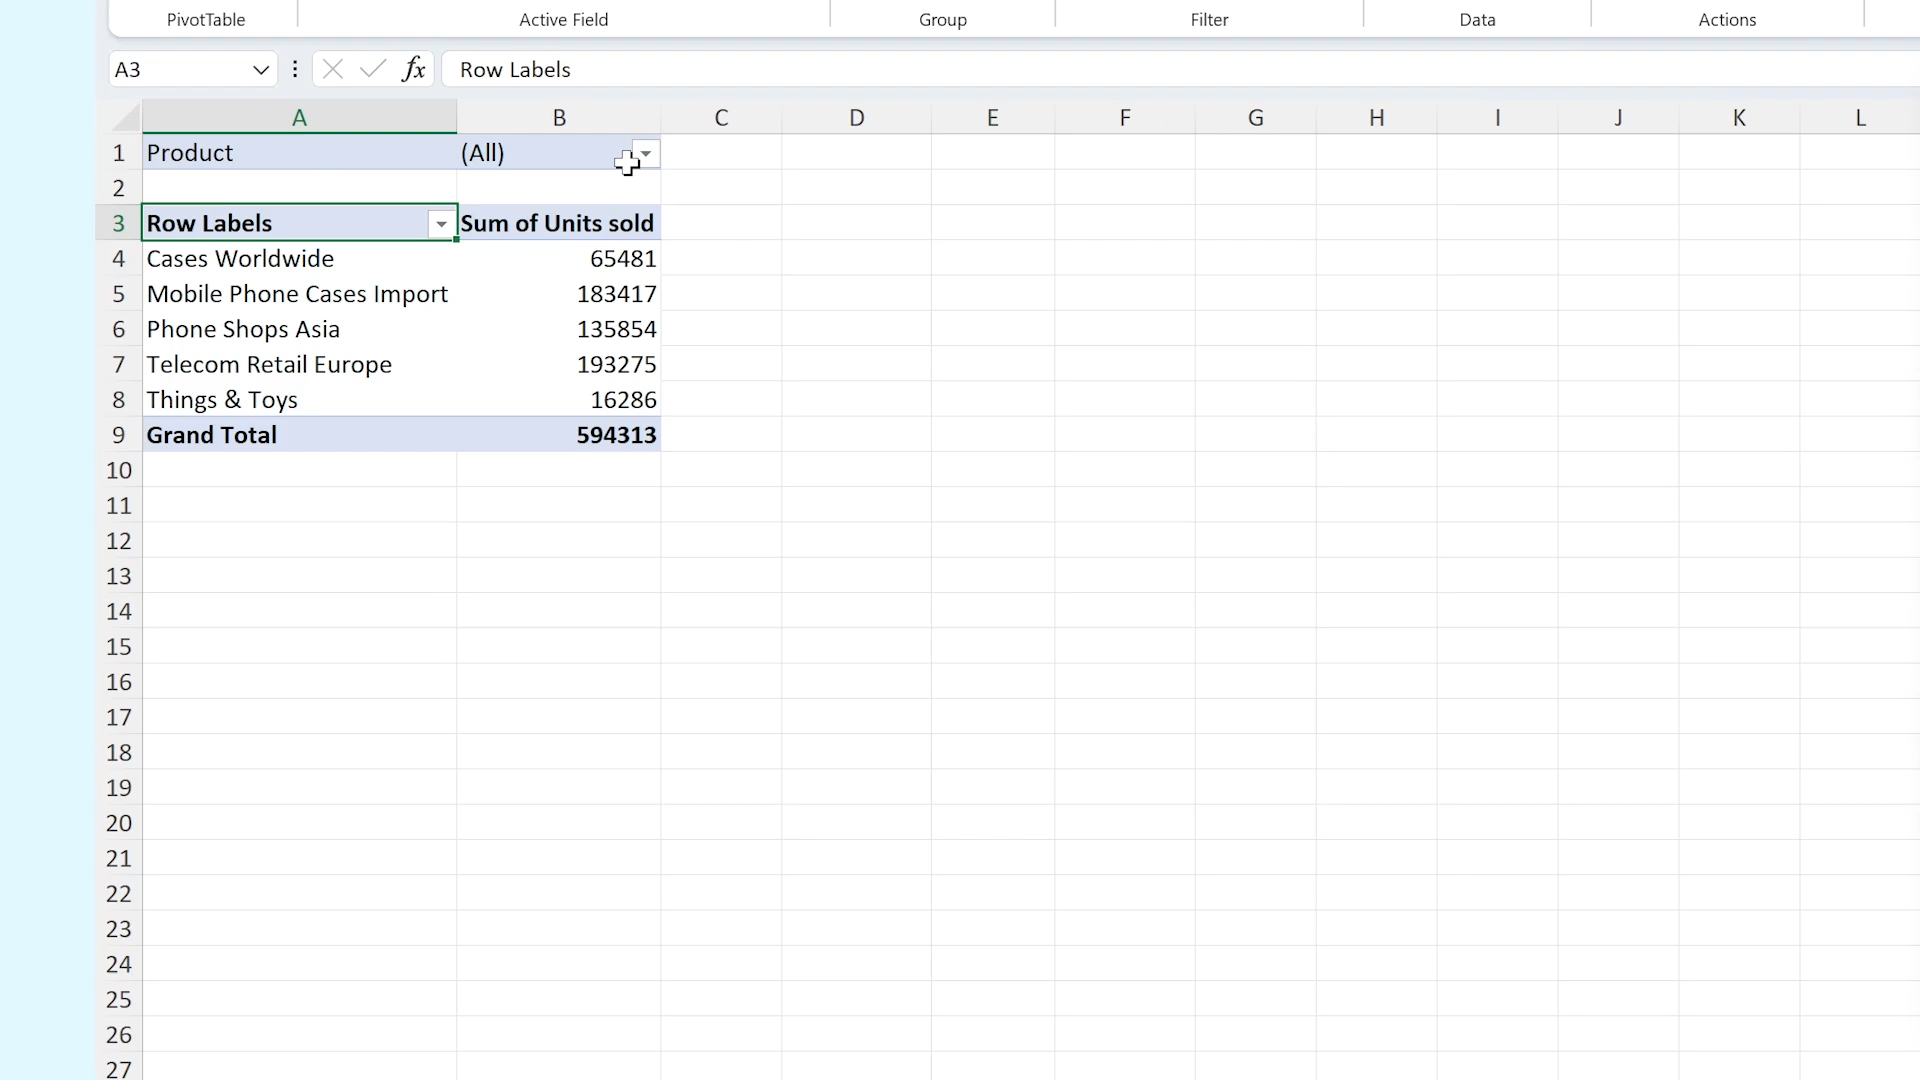 PivotTable Active Field Group Filter Data Actions
A3 fx Row Labels
A B C D E F G H I J K L
1 Product (All)
2
3 Row Labels Sum of Units sold
4 Cases Worldwide 65481
5 Mobile Phone Cases Import 183417
6 Phone Shops Asia 135854
7 Telecom Retail Europe 193275
8 Things & Toys 16286
9 Grand Total 594313
10
11
12
13
14
15
16
17
18
19
20
21
22
23
24
25
26
27